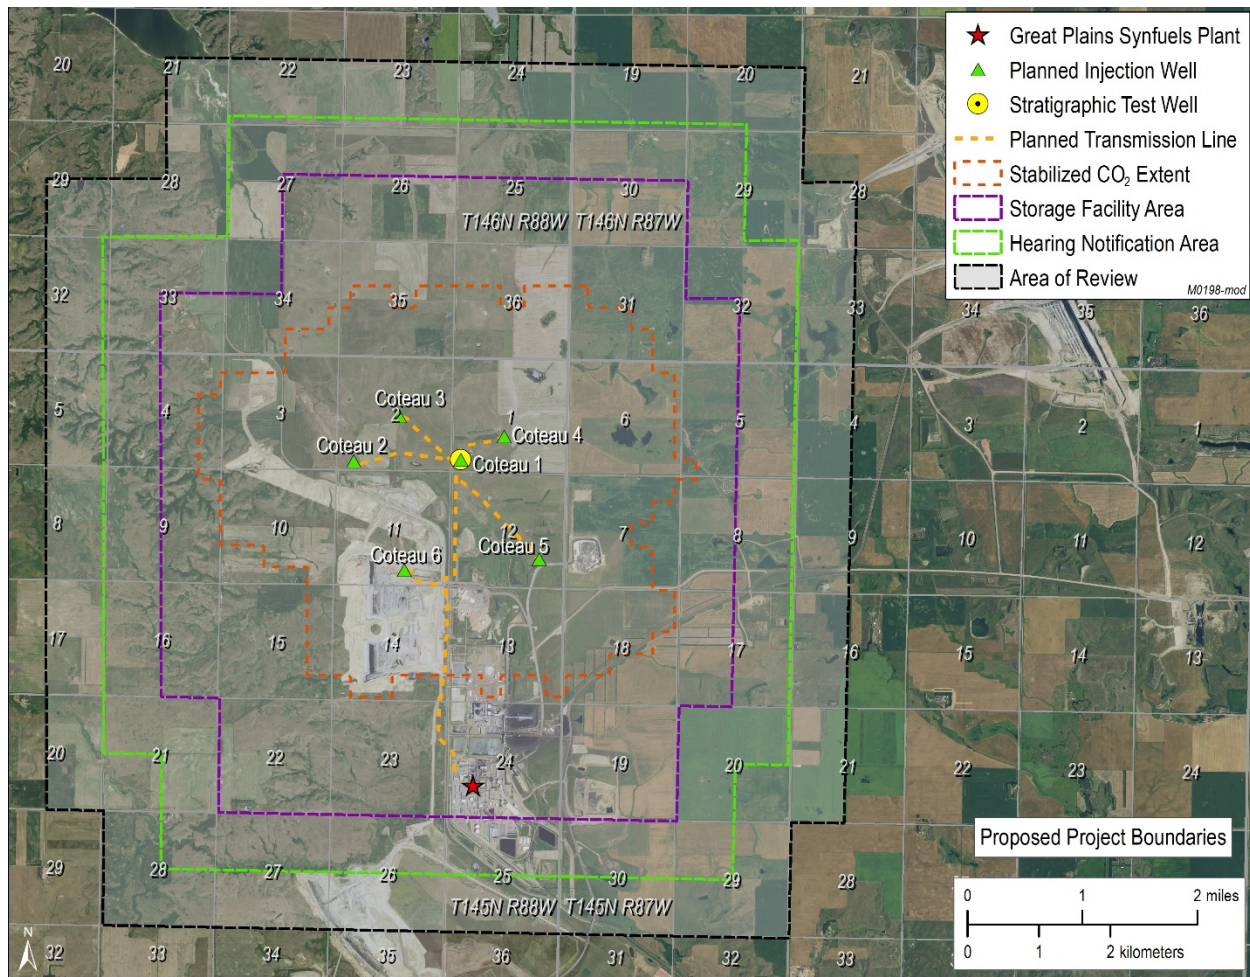 Great Plains Synfuels Plant
Planned Injection Well
Stratigraphic Test Well
Planned Transmission Line
Stabilized CO₂ Extent
Storage Facility Area
Hearing Notification Area
Area of Review
M0198-mod
20 21 22 23 24 19 20 21
29 28 27 26 25 30 29 28
T146N R88W T146N R87W
32 33 34 35 36 31 32 33 34 35 36
5 4 3 2 1 6 5 3 2 1
Coteau 3
Coteau 4
Coteau 2
Coteau 1
8 9 10 11 12 7 8 9 10 11 12
Coteau 5
Coteau 6
17 16 15 14 13 18 17 16 15 14 13
20 21 22 23 24 19 20 21 22 23 24
29 28 27 26 25 30 29 28
T145N R88W T145N R87W
32 33 34 35 36 31 32 33
Proposed Project Boundaries
0 1 2 miles
0 1 2 kilometers
N